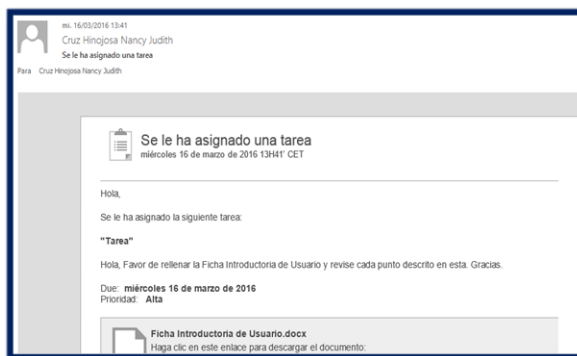 mi. 16/03/2016 13:41
Cruz Hinojosa Nancy Judith
Se le ha asignado una tarea
Para Cruz Hinojosa Nancy Judith
Se le ha asignado una tarea
miércoles 16 de marzo de 2016 13H41' CET
Hola,
Se le ha asignado la siguiente tarea:
"Tarea"
Hola, Favor de rellenar la Ficha Introductoria de Usuario y revise cada punto descrito en esta. Gracias.
Due: miércoles 16 de marzo de 2016
Prioridad: Alta
Ficha Introductoria de Usuario.docx
Haga clic en este enlace para descargar el documento: